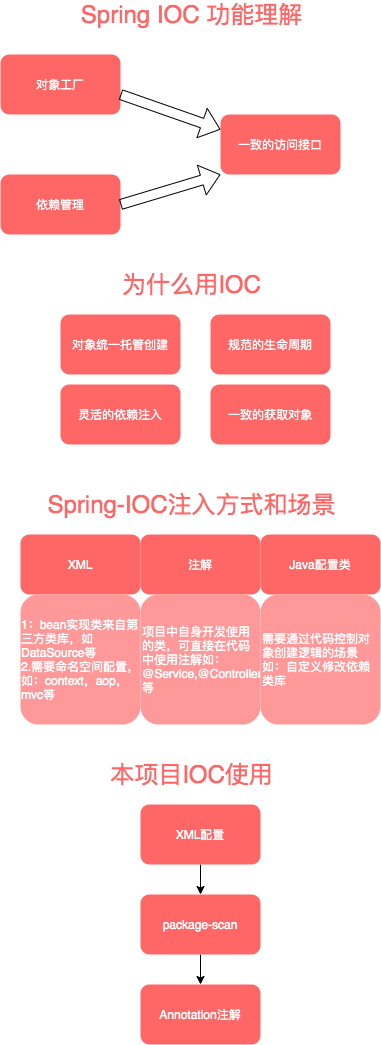 Spring IOC 功能理解
对象工厂
一致的访问接口
依赖管理
为什么用IOC
对象统一托管创建
规范的生命周期
灵活的依赖注入
一致的获取对象
Spring-IOC注入方式和场景
XML
注解
Java配置类
1：bean实现类来自第
三方类库，如
DataSource等
2.需要命名空间配置，
如：context，aop，
mvc等
项目中自身开发使用
的类，可直接在代码
中使用注解如：
@Service,@Controller
等
需要通过代码控制对
象创建逻辑的场景
如：自定义修改依赖
类库
本项目IOC使用
XML配置
package-scan
Annotation注解